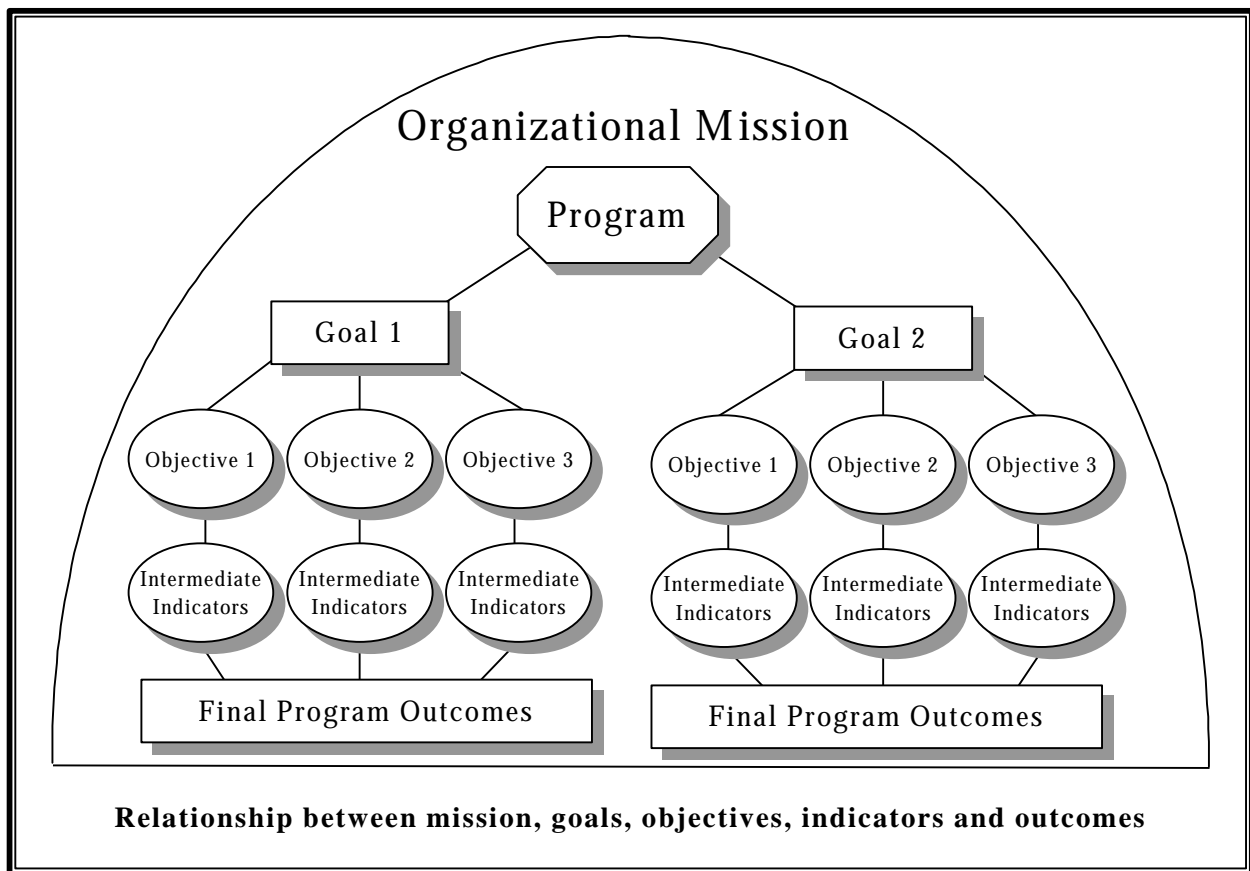 Organizational Mission
Program
Goal 1
Goal 2
Objective 1
Objective 2
Objective 3
Objective 1
Objective 2
Objective 3
Intermediate
Indicators
Intermediate
Indicators
Intermediate
Indicators
Intermediate
Indicators
Intermediate
Indicators
Intermediate
Indicators
Final Program Outcomes
Final Program Outcomes
Relationship between mission, goals, objectives, indicators and outcomes